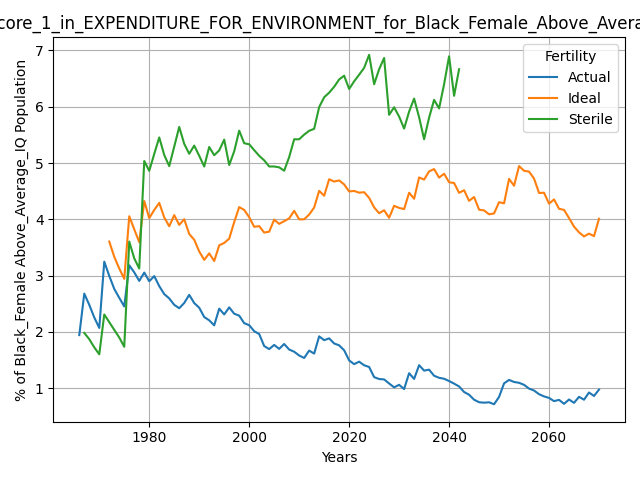 core_1_in_EXPENDITURE_FOR_ENVIRONMENT_for_Black_Female_Above_Avera
% of Black_Female Above_Average_IQ Population
7
6
5
4
3
2
1
Fertility
Actual
Ideal
Sterile
1980
2000
2020
2040
2060
Years